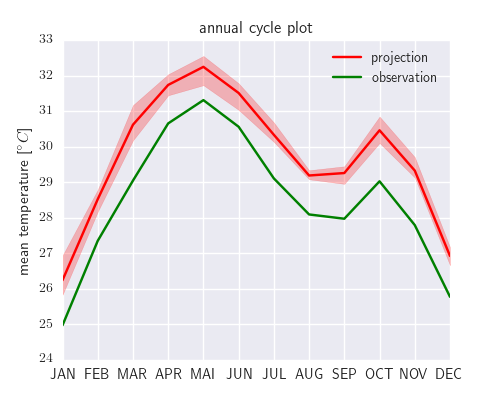 annual cycle plot
projection
observation
mean temperature [°C]
33
32
31
30
29
28
27
26
25
24
JAN FEB MAR APR MAI JUN JUL AUG SEP OCT NOV DEC